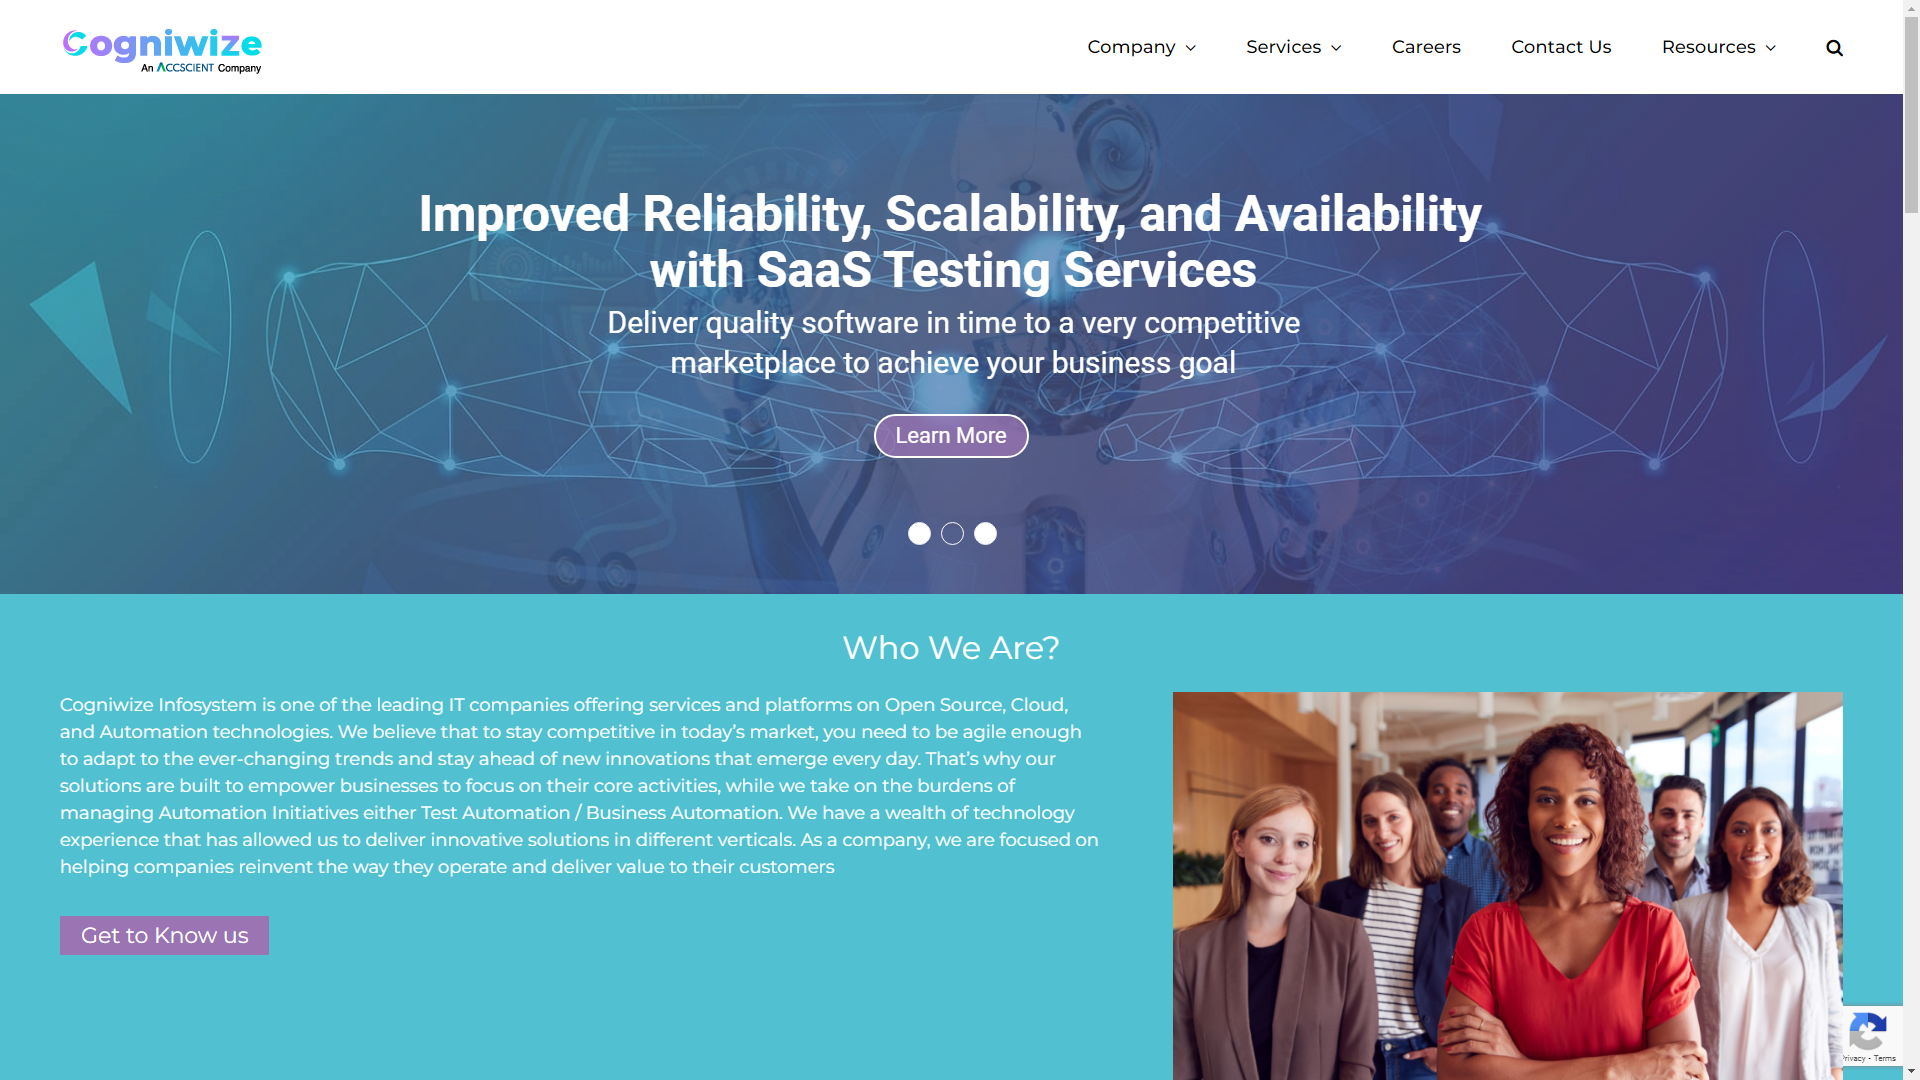 Cogniwize
An ACCSCIENT Company
Company
Services
Careers
Contact Us
Resources
Improved Reliability, Scalability, and Availability
with SaaS Testing Services
Deliver quality software in time to a very competitive
marketplace to achieve your business goal
Learn More
Who We Are?
Cogniwize Infosystem is one of the leading IT companies offering services and platforms on Open Source, Cloud,
and Automation technologies. We believe that to stay competitive in today’s market, you need to be agile enough
to adapt to the ever-changing trends and stay ahead of new innovations that emerge every day. That’s why our
solutions are built to empower businesses to focus on their core activities, while we take on the burdens of
managing Automation Initiatives either Test Automation / Business Automation. We have a wealth of technology
experience that has allowed us to deliver innovative solutions in different verticals. As a company, we are focused on
helping companies reinvent the way they operate and deliver value to their customers
Get to Know us
Privacy - Terms